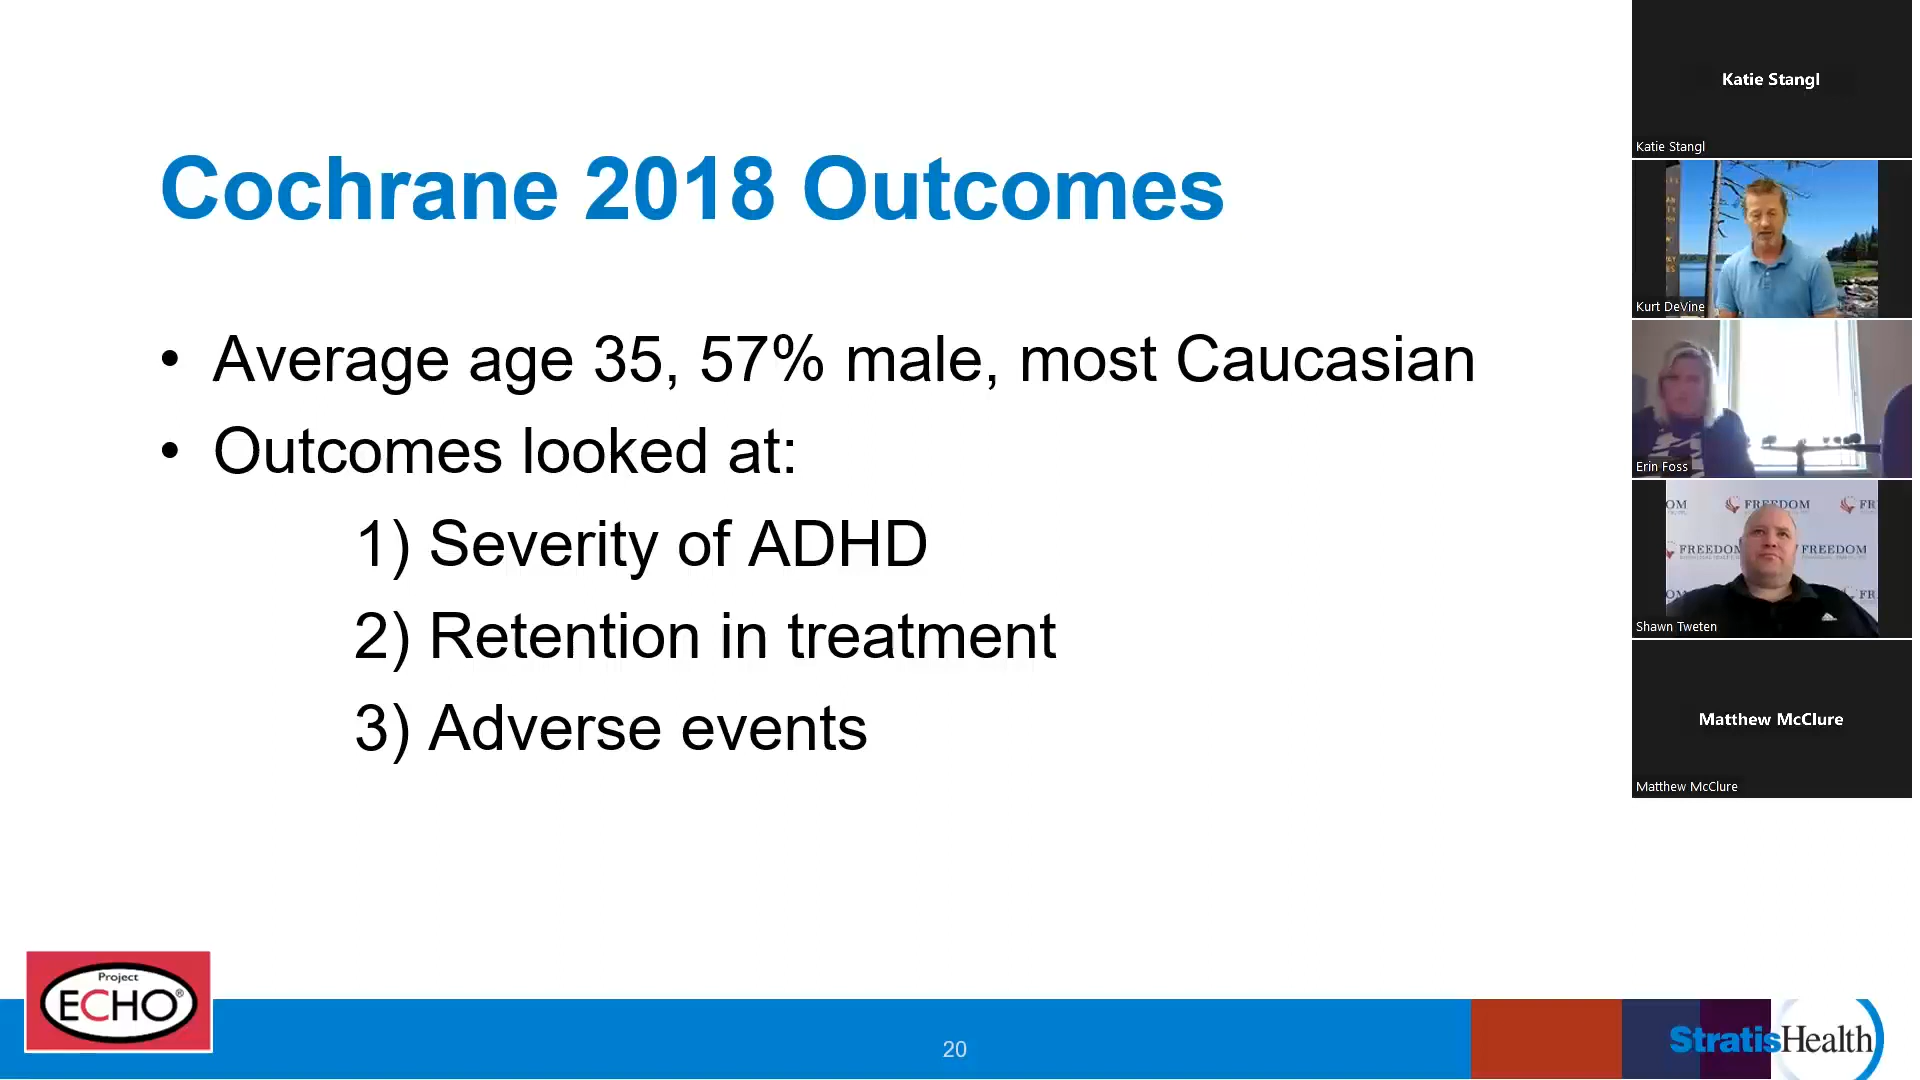 Cochrane 2018 Outcomes
• Average age 35, 57% male, most Caucasian
• Outcomes looked at:
1) Severity of ADHD
2) Retention in treatment
3) Adverse events
Project
ECHO®
20
StratisHealth
Katie Stangl
Katie Stangl
Kurt DeVine
Erin Foss
FREEDOM
FREEDOM
FREEDOM
Shawn Tweten
Matthew McClure
Matthew McClure